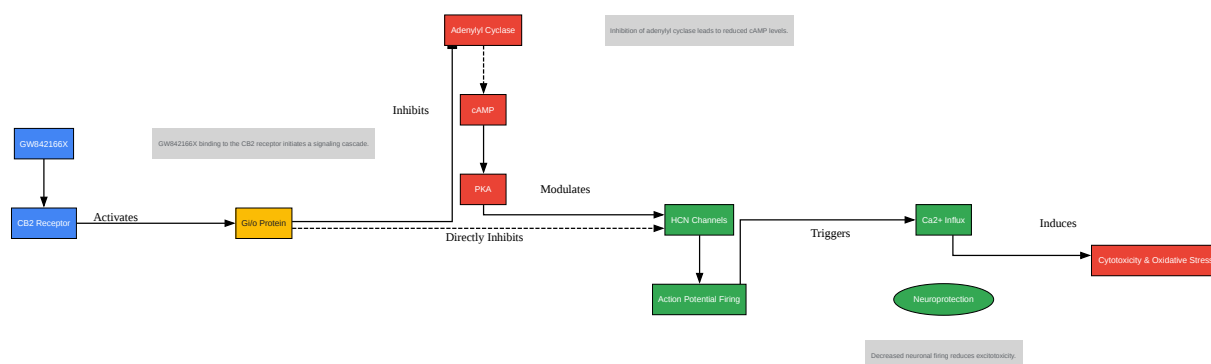 Adenylyl Cyclase
Inhibition of adenylyl cyclase leads to reduced cAMP levels.
Inhibits
cAMP
GW842166X
GW842166X binding to the CB2 receptor initiates a signaling cascade.
PKA
Modulates
CB2 Receptor
Activates
Gi/o Protein
Directly Inhibits
HCN Channels
Triggers
Ca2+ Influx
Induces
Cytotoxicity & Oxidative Stress
Action Potential Firing
Neuroprotection
Decreased neuronal firing reduces excitotoxicity.